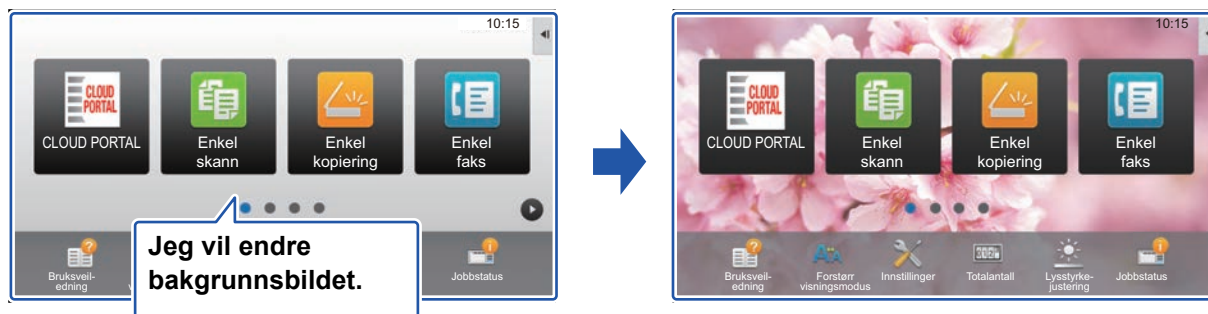 10:15
CLOUD
PORTAL
CLOUD PORTAL
Enkel
skann
Enkel
kopiering
Enkel
faks
Jeg vil endre
bakgrunnsbildet.
Bruksveil-
edning
Jobbstatus
10:15
CLOUD
PORTAL
CLOUD PORTAL
Enkel
skann
Enkel
kopiering
Enkel
faks
Bruksveil-
edning
Forstørr
visningsmodus
Innstillinger
Totalantall
Lysstyrke-
justering
Jobbstatus